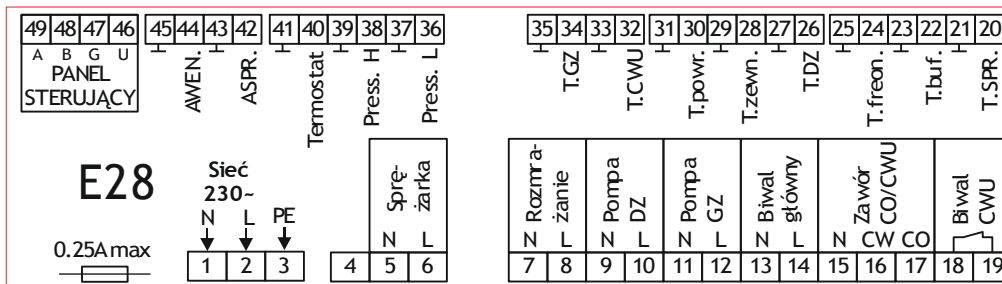 49 48 47 46 45 44 43 42 41 40 39 38 37 36 35 34 33 32 31 30 29 28 27 26 25 24 23 22 21 20
A B G U
PANEL
STERUJĄCY
AWEN.
ASPR.
Termostat
Press. H
Press. L
T.GZ
T.CWU
T.powr.
T.zewn.
T.DZ
T.freon.
T.buf.
T.SPR.
E28
0.25A max
Sieć
230~
N L PE
1 2 3
Sprę-
żarka
N L
4 5 6
Rozmra-
żanie
N L
7 8
Pompa
DZ
N L
9 10
Pompa
GZ
N L
11 12
Biwal
główny
N L
13 14
Zawór
CO/CWU
N CW CO
15 16 17
Biwal
CWU
18 19